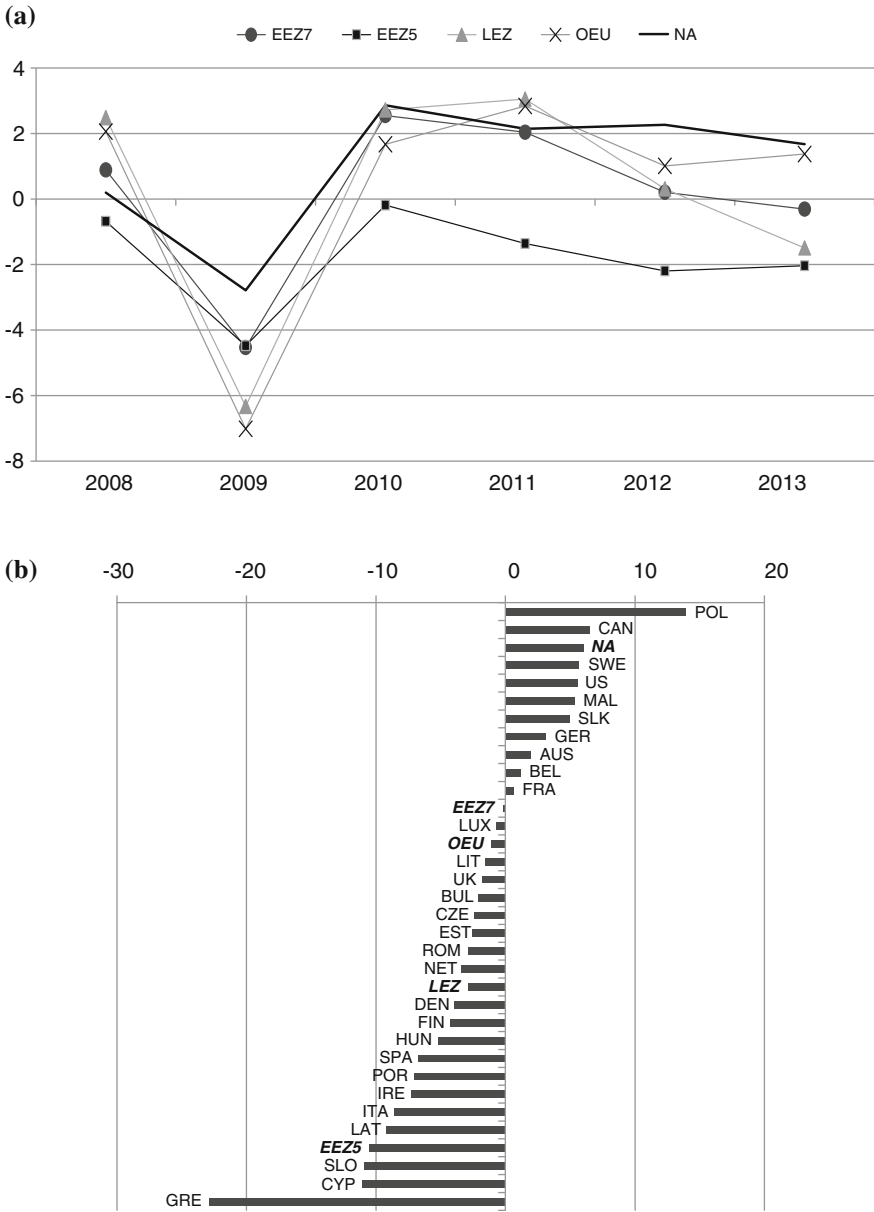 (a)
EEZ7 EEZ5 LEZ OEU NA
4
2
0
-2
-4
-6
-8
2008 2009 2010 2011 2012 2013
(b)
-30 -20 -10 0 10 20
POL
CAN
NA
SWE
US
MAL
SLK
GER
AUS
BEL
FRA
EEZ7
LUX
OEU
LIT
UK
BUL
CZE
EST
ROM
NET
LEZ
DEN
FIN
HUN
SPA
POR
IRE
ITA
LAT
EEZ5
SLO
CYP
GRE